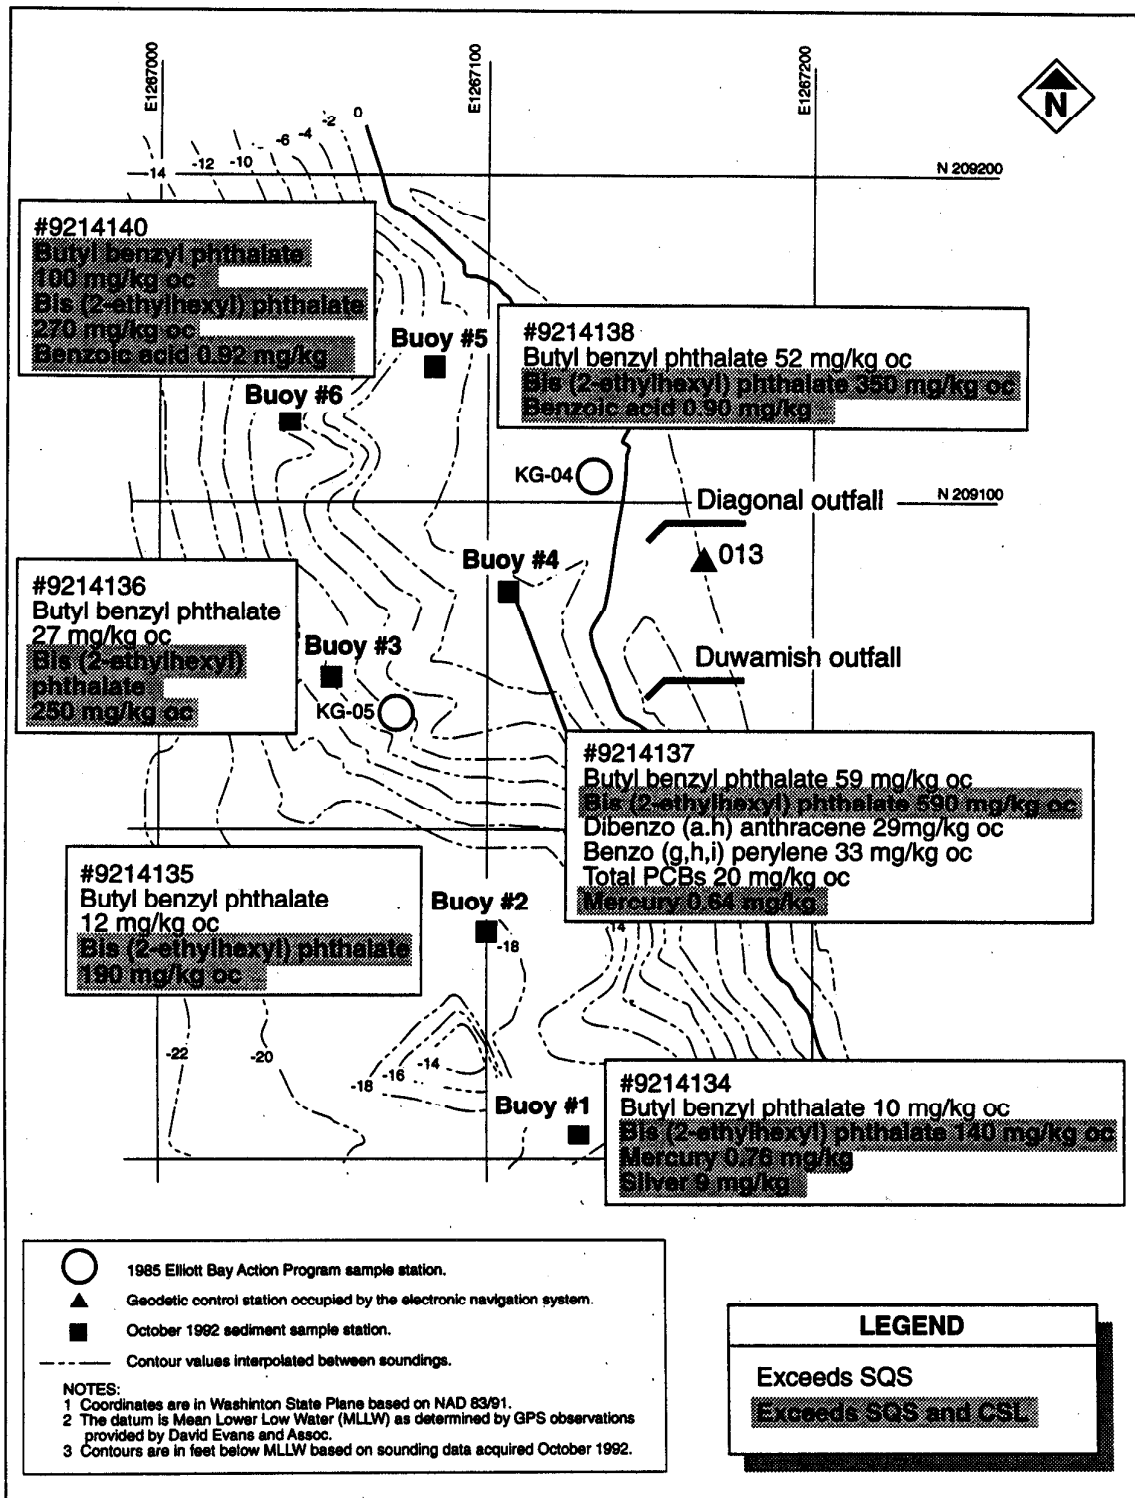 E1267000
E1267100
E1267200
N
0
-2
-4
-6
-10
-12
-14
N 209200
#9214140
Butyl benzyl phthalate
100 mg/kg oc
Bis (2-ethylhexyl) phthalate
270 mg/kg oc
Benzoic acid 0.92 mg/kg
Buoy #5
#9214138
Butyl benzyl phthalate 52 mg/kg oc
Bis (2-ethylhexyl) phthalate 350 mg/kg oc
Benzoic acid 0.90 mg/kg
Buoy #6
KG-04
Diagonal outfall
N 209100
013
Buoy #4
#9214136
Butyl benzyl phthalate
27 mg/kg oc
Bis (2-ethylhexyl)
phthalate
250 mg/kg oc
Buoy #3
KG-05
Duwamish outfall
#9214137
Butyl benzyl phthalate 59 mg/kg oc
Bis (2-ethylhexyl) phthalate 590 mg/kg oc
Dibenzo (a.h) anthracene 29mg/kg oc
Benzo (g,h,i) perylene 33 mg/kg oc
Total PCBs 20 mg/kg oc
Mercury 0.64 mg/kg
#9214135
Butyl benzyl phthalate
12 mg/kg oc
Bis (2-ethylhexyl) phthalate
190 mg/kg oc
Buoy #2
-18
14
-22
-20
-18
-16
-14
Buoy #1
#9214134
Butyl benzyl phthalate 10 mg/kg oc
Bis (2-ethylhexyl) phthalate 140 mg/kg oc
Mercury 0.76 mg/kg
Silver 9 mg/kg
1985 Elliott Bay Action Program sample station.
Geodetic control station occupied by the electronic navigation system.
October 1992 sediment sample station.
Contour values interpolated between soundings.
NOTES:
1 Coordinates are in Washinton State Plane based on NAD 83/91.
2 The datum is Mean Lower Low Water (MLLW) as determined by GPS observations
provided by David Evans and Assoc.
3 Contours are in feet below MLLW based on sounding data acquired October 1992.
LEGEND
Exceeds SQS
Exceeds SQS and CSL